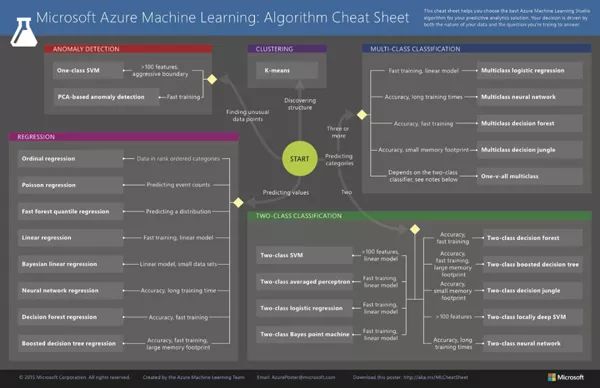 Microsoft Azure Machine Learning: Algorithm Cheat Sheet
This cheat sheet helps you choose the best Azure Machine Learning Studio
algorithm for your predictive analytics solution. Your decision is driven by
both the nature of your data and the question you're trying to answer.
ANOMALY DETECTION
One-class SVM
>100 features,
aggressive boundary
PCA-based anomaly detection
Fast training
CLUSTERING
K-means
MULTI-CLASS CLASSIFICATION
Fast training, linear model
Multiclass logistic regression
Accuracy, long training times
Multiclass neural network
Accuracy, fast training
Multiclass decision forest
Accuracy, small memory footprint
Multiclass decision jungle
Depends on the two-class
classifier, see notes below
One-v-all multiclass
Finding unusual
data points
Discovering
structure
Three or
more
START
Predicting
categories
Predicting values
Two
REGRESSION
Ordinal regression
Data in rank ordered categories
Poisson regression
Predicting event counts
Fast forest quantile regression
Predicting a distribution
Linear regression
Fast training, linear model
Bayesian linear regression
Linear model, small data sets
Neural network regression
Accuracy, long training time
Decision forest regression
Accuracy, fast training
Boosted decision tree regression
Accuracy, fast training,
large memory footprint
TWO-CLASS CLASSIFICATION
Two-class SVM
>100 features,
linear model
Two-class averaged perceptron
Fast training,
linear model
Two-class logistic regression
Fast training,
linear model
Two-class Bayes point machine
Fast training,
linear model
Accuracy,
fast training
Two-class decision forest
Accuracy,
fast training,
large memory
footprint
Two-class boosted decision tree
Accuracy,
small memory
footprint
Two-class decision jungle
>100 features
Two-class locally deep SVM
Accuracy, long
training times
Two-class neural network
© 2015 Microsoft Corporation. All rights reserved.
Created by the Azure Machine Learning Team
Email: AzurePoster@microsoft.com
Download this poster: http://aka.ms/MLCheatSheet
Microsoft